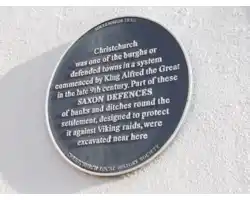 Christchurch
was one of the burghs or
defended towns in a system
commenced by King Alfred the Great
in the late 9th century. Part of these
SAXON DEFENCES
of banks and ditches round the
settlement, designed to protect
it against Viking raids, were
excavated near here